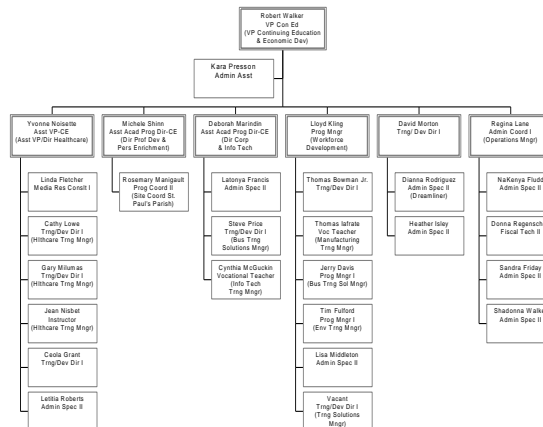 Robert Walker
VP Con Ed
(VP Continuing Education
& Economic Dev)
Kara Presson
Admin Asst
Yvonne Noisette
Asst VP-CE
(Asst VP/Dir Healthcare)
Michele Shinn
Asst Acad Prog Dir-CE
(Dir Prof Dev &
Pers Enrichment)
Deborah Marindin
Asst Acad Prog Dir-CE
(Dir Corp
& Info Tech
Lloyd Kling
Prog Mngr
(Workforce
Development)
David Morton
Trng/ Dev Dir I
Regina Lane
Admin Coord I
(Operations Mngr)
Linda Fletcher
Media Res Conslt I
Cathy Lowe
Trng/Dev Dir I
(Hlthcare Trng Mngr)
Gary Milumas
Trng/Dev Dir I
(Hlthcare Trng Mngr)
Jean Nisbet
Instructor
(Hlthcare Trng Mngr)
Ceola Grant
Trng/Dev Dir I
Letitia Roberts
Admin Spec II
Rosemary Manigault
Prog Coord II
(Site Coord St.
Paul's Parish)
Latonya Francis
Admin Spec II
Steve Price
Trng/Dev Dir I
(Bus Trng
Solutions Mngr)
Cynthia McGuckin
Vocational Teacher
(Info Tech
Trng Mngr)
Thomas Bowman Jr.
Trng/Dev Dir I
Thomas Iafrate
Voc Teacher
(Manufacturing
Trng Mngr)
Jerry Davis
Prog Mngr I
(Bus Trng Sol Mngr)
Tim Fulford
Prog Mngr I
(Env Trng Mngr)
Lisa Middleton
Admin Spec II
Vacant
Trng/Dev Dir I
(Trng Solutions
Mngr)
Dianna Rodriguez
Admin Spec II
(Dreamliner)
Heather Isley
Admin Spec II
NaKenya Fludd
Admin Spec II
Donna Regensch
Fiscal Tech II
Sandra Friday
Admin Spec II
Shadonna Walke
Admin Spec II